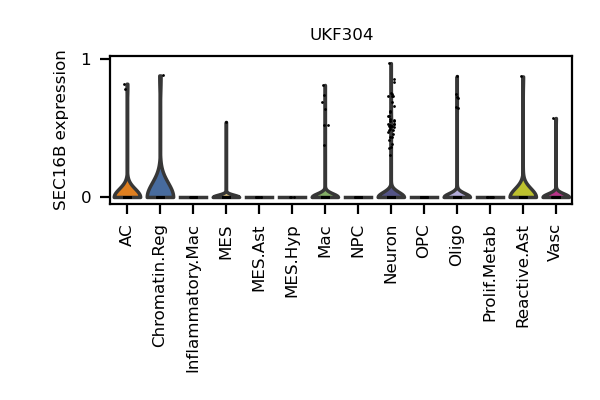 UKF304
SEC16B expression
1
0
AC
Chromatin.Reg
Inflammatory.Mac
MES
MES.Ast
MES.Hyp
Mac
NPC
Neuron
OPC
Oligo
Prolif.Metab
Reactive.Ast
Vasc